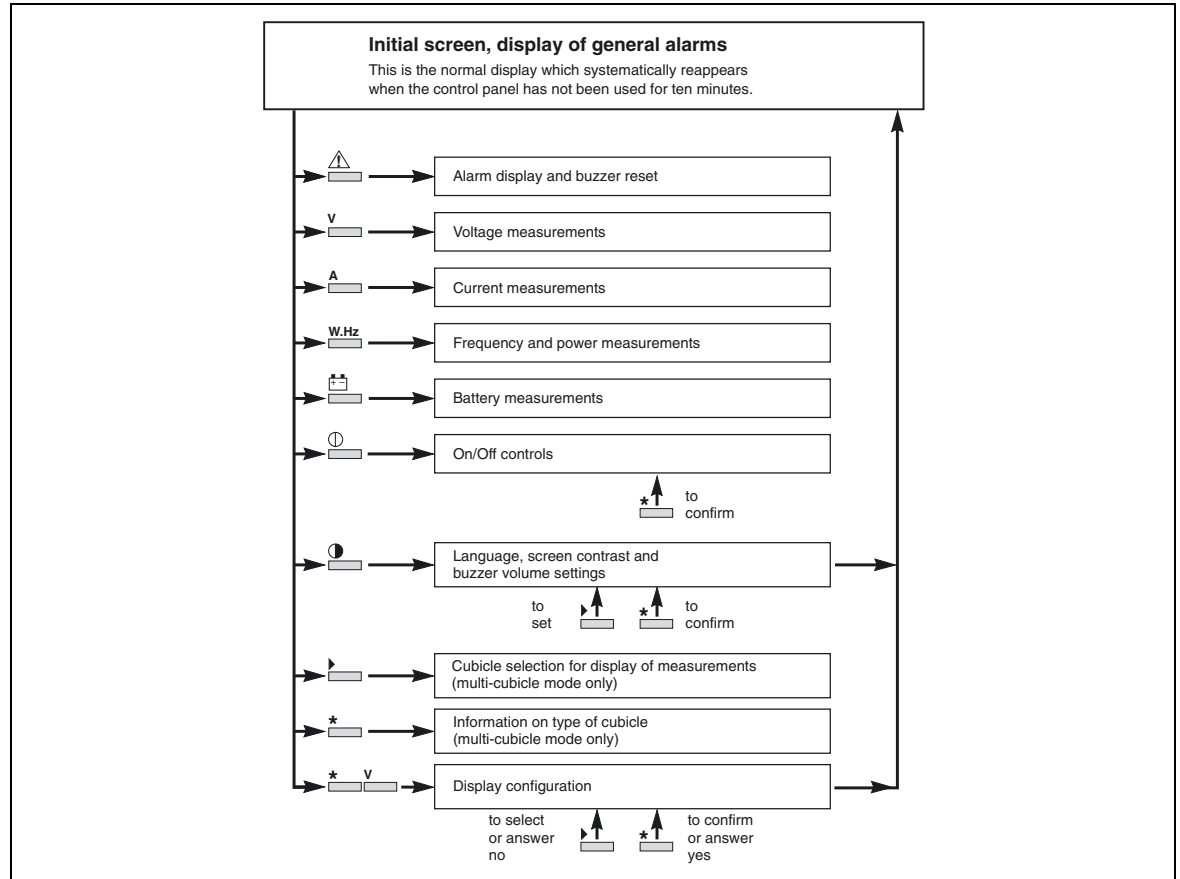 Initial screen, display of general alarms
This is the normal display which systematically reappears
when the control panel has not been used for ten minutes.
Alarm display and buzzer reset
V
Voltage measurements
A
Current measurements
W.Hz
Frequency and power measurements
+ −
Battery measurements
On/Off controls
* to
confirm
Language, screen contrast and
buzzer volume settings
to
set
* to
confirm
Cubicle selection for display of measurements
(multi-cubicle mode only)
*
Information on type of cubicle
(multi-cubicle mode only)
* V
Display configuration
to select
or answer
no
* to confirm
or answer
yes